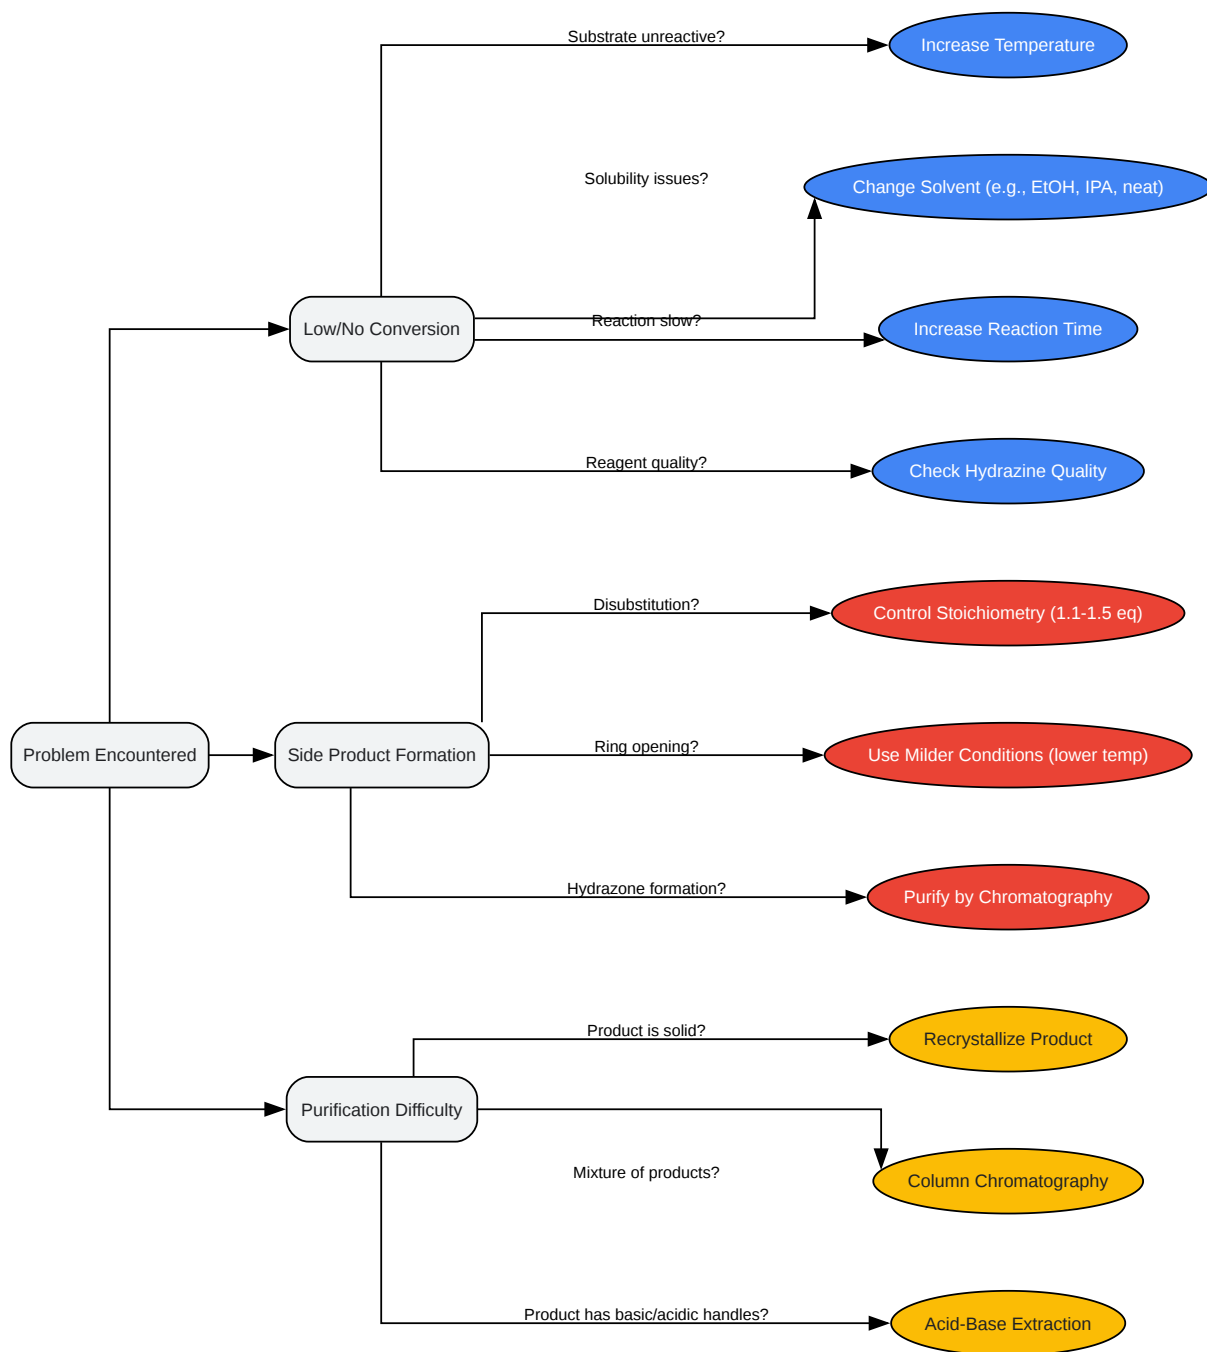 Substrate unreactive?
Increase Temperature
Solubility issues?
Change Solvent (e.g., EtOH, IPA, neat)
Low/No Conversion
Reaction slow?
Increase Reaction Time
Reagent quality?
Check Hydrazine Quality
Disubstitution?
Control Stoichiometry (1.1-1.5 eq)
Problem Encountered
Side Product Formation
Ring opening?
Use Milder Conditions (lower temp)
Hydrazone formation?
Purify by Chromatography
Product is solid?
Recrystallize Product
Purification Difficulty
Mixture of products?
Column Chromatography
Product has basic/acidic handles?
Acid-Base Extraction